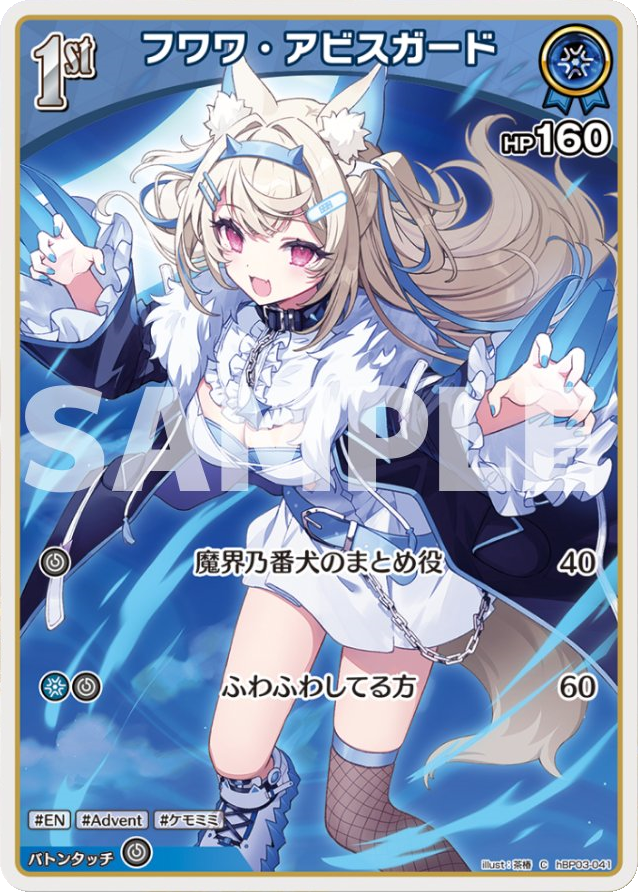 1st
フワワ・アビスガード
HP160
SAMPLE
魔界乃番犬のまとめ役 40
ふわふわしてる方 60
#EN #Advent #ケモミミ
バトンタッチ
illust:茶椿 C hBP03-041